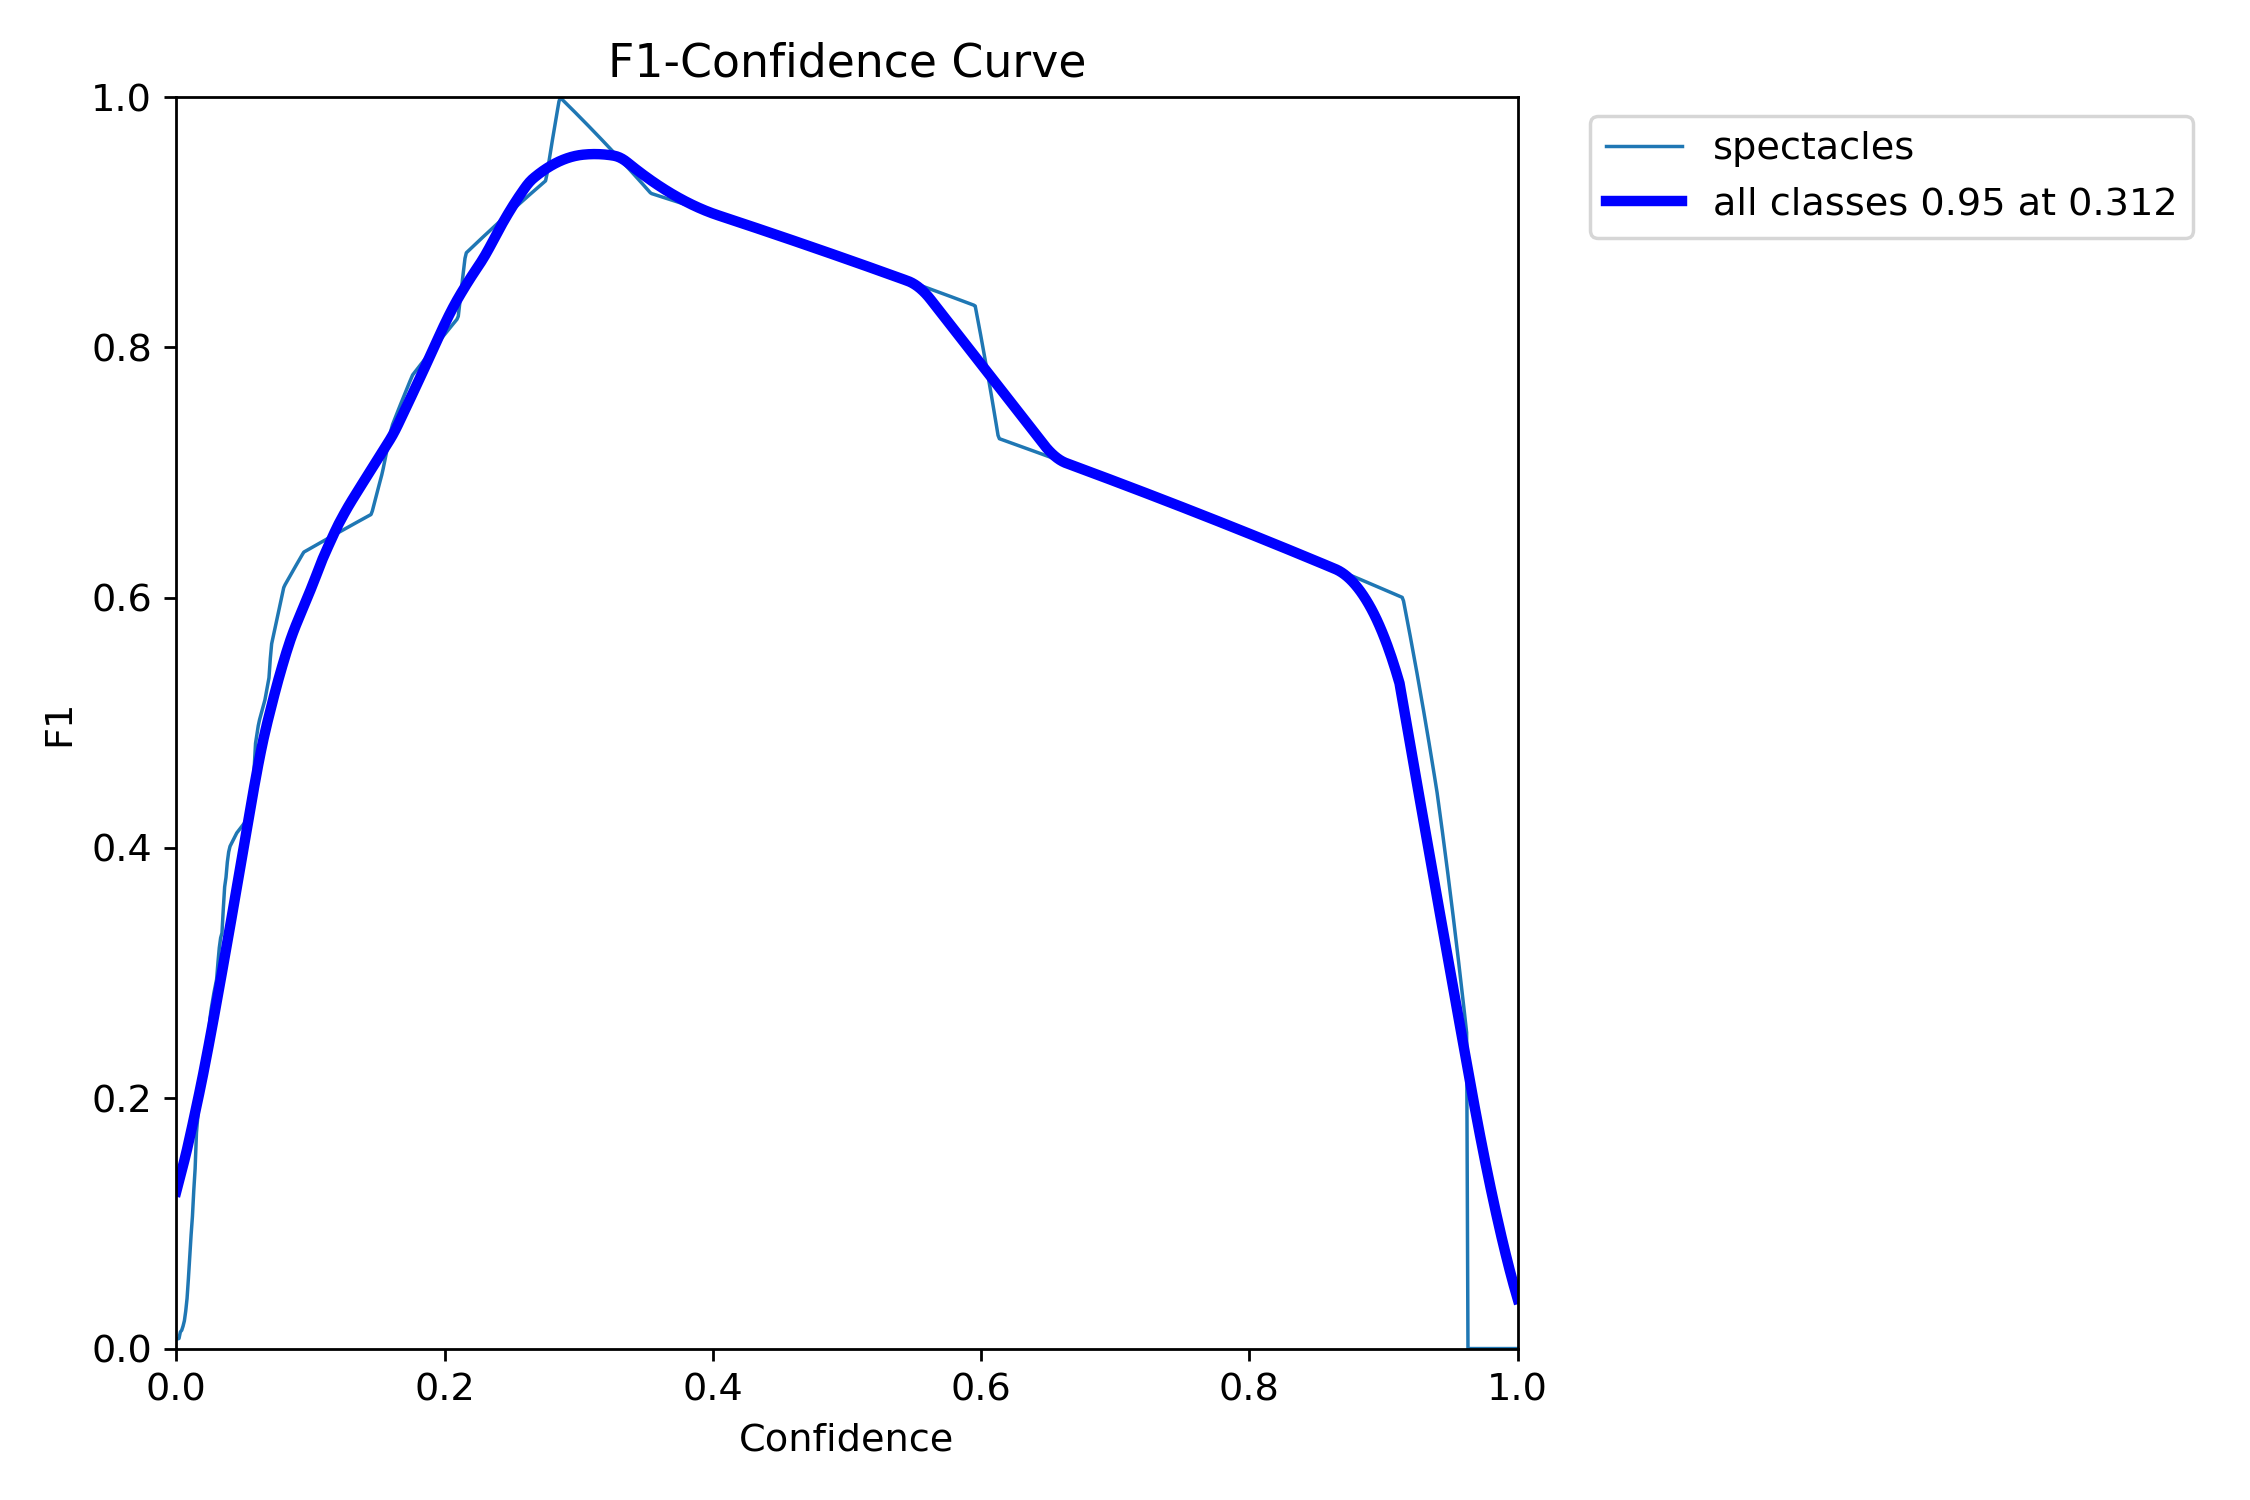 F1-Confidence Curve
1.0
0.8
0.6
0.4
0.2
0.0
F1
0.0 0.2 0.4 0.6 0.8 1.0
Confidence
spectacles
all classes 0.95 at 0.312